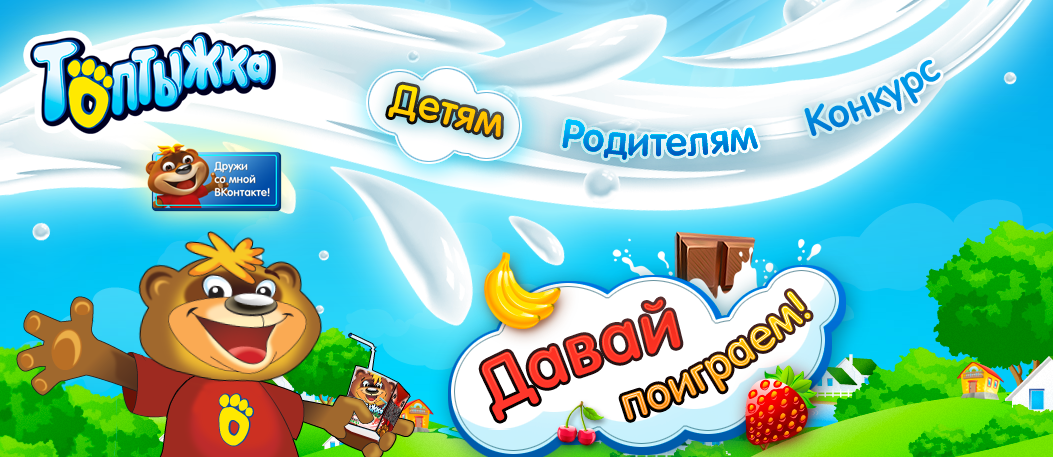 Топтыжка
Детям
Родителям
Конкурс
Дружи
со мной
ВКонтакте!
Давай
поиграем!